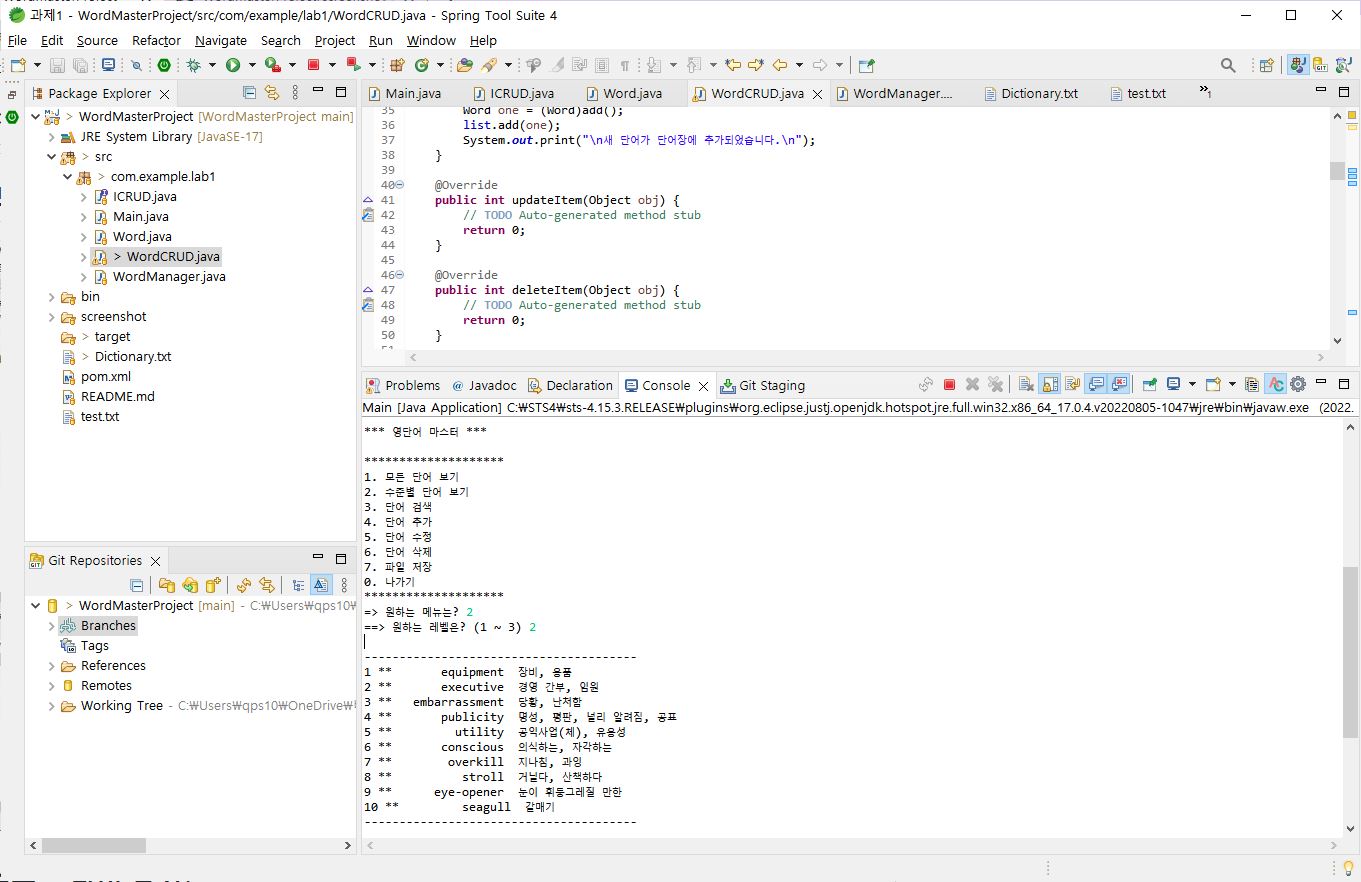 과제1 - WordMasterProject/src/com/example/lab1/WordCRUD.java - Spring Tool Suite 4
File Edit Source Refactor Navigate Search Project Run Window Help
Package Explorer
> WordMasterProject [WordMasterProject main]
JRE System Library [JavaSE-17]
> src
> com.example.lab1
ICRUD.java
Main.java
Word.java
> WordCRUD.java
WordManager.java
bin
screenshot
> target
> Dictionary.txt
pom.xml
README.md
test.txt
Git Repositories
> WordMasterProject [main] - C:₩Users₩qps10₩
Branches
Tags
References
Remotes
Working Tree - C:₩Users₩qps10₩OneDrive₩
Main.java ICRUD.java Word.java WordCRUD.java WordManager.... Dictionary.txt test.txt »1
35 Word one = (Word)add();
36 list.add(one);
37 System.out.print("\n새 단어가 단어장에 추가되었습니다.\n");
38 }
39
40 @Override
41 public int updateItem(Object obj) {
42 // TODO Auto-generated method stub
43 return 0;
44 }
45
46 @Override
47 public int deleteItem(Object obj) {
48 // TODO Auto-generated method stub
49 return 0;
50 }
51
Problems @ Javadoc Declaration Console Git Staging
Main [Java Application] C:₩STS4₩sts-4.15.3.RELEASE₩plugins₩org.eclipse.justj.openjdk.hotspot.jre.full.win32.x86_64_17.0.4.v20220805-1047₩jre₩bin₩javaw.exe (2022.
*** 영단어 마스터 ***
********************
1. 모든 단어 보기
2. 수준별 단어 보기
3. 단어 검색
4. 단어 추가
5. 단어 수정
6. 단어 삭제
7. 파일 저장
0. 나가기
********************
=> 원하는 메뉴는? 2
==> 원하는 레벨은? (1 ~ 3) 2
--------------------------------------
1 ** equipment 장비, 용품
2 ** executive 경영 간부, 임원
3 ** embarrassment 당황, 난처함
4 ** publicity 명성, 평판, 널리 알려짐, 공표
5 ** utility 공익사업(체), 유용성
6 ** conscious 의식하는, 자각하는
7 ** overkill 지나침, 과잉
8 ** stroll 거닐다, 산책하다
9 ** eye-opener 눈이 휘둥그레질 만한
10 ** seagull 갈매기
--------------------------------------